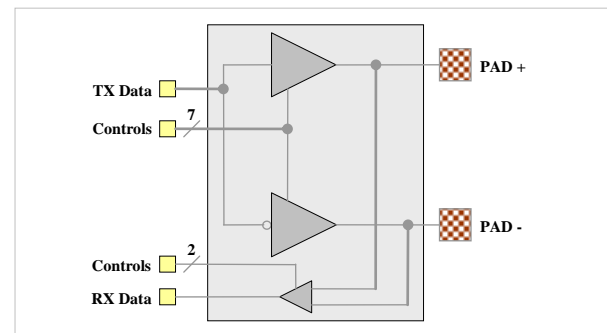 PAD +
TX Data
7
Controls
PAD -
2
Controls
RX Data